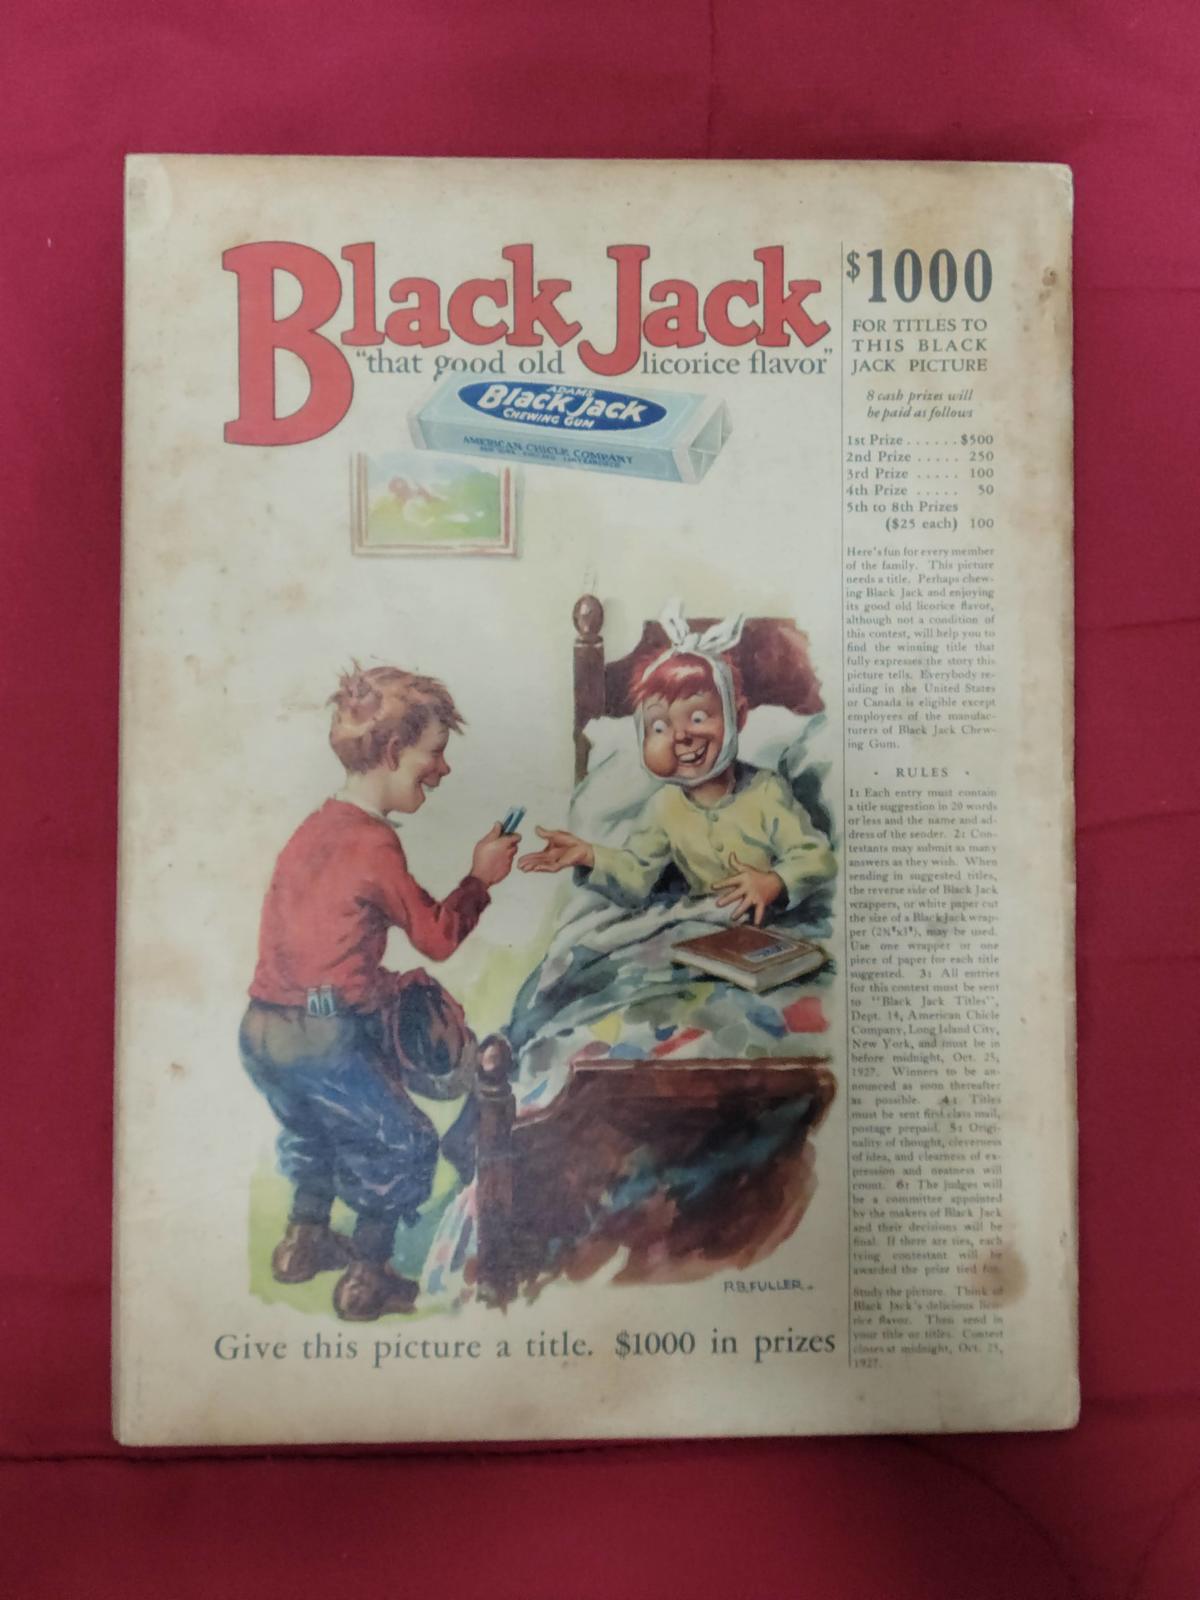 Black Jack
"that good old licorice flavor"
ADAMS
Black Jack
CHEWING GUM
AMERICAN CHICLE COMPANY
R.B.FULLER.
Give this picture a title. $1000 in prizes
$1000
FOR TITLES TO
THIS BLACK
JACK PICTURE
8 cash prizes will
be paid as follows
1st Prize ...... $500
2nd Prize ..... 250
3rd Prize ..... 100
4th Prize ..... 50
5th to 8th Prizes
($25 each) 100
Here's fun for every member
of the family. This picture
needs a title. Perhaps chew-
ing Black Jack and enjoying
its good old licorice flavor,
although not a condition of
this contest, will help you to
find the winning title that
fully expresses the story this
picture tells. Everybody re-
siding in the United States
or Canada is eligible except
employees of the manufac-
turers of Black Jack Chew-
ing Gum.
· RULES ·
1: Each entry must contain
a title suggestion in 20 words
or less and the name and ad-
dress of the sender. 2: Con-
testants may submit as many
answers as they wish. When
sending in suggested titles,
the reverse side of Black Jack
wrappers, or white paper cut
the size of a Black Jack wrap-
per (2¾"x3"), may be used.
Use one wrapper or one
piece of paper for each title
suggested. 3: All entries
for this contest must be sent
to "Black Jack Titles",
Dept. 14, American Chicle
Company, Long Island City,
New York, and must be in
before midnight, Oct. 25,
1927. Winners to be an-
nounced as soon thereafter
as possible. 4: Titles
must be sent first class mail,
postage prepaid. 5: Origi-
nality of thought, cleverness
of idea, and clearness of ex-
pression and neatness will
count. 6: The judges will
be a committee appointed
by the makers of Black Jack
and their decisions will be
final. If there are ties, each
tying contestant will be
awarded the prize tied for.
Study the picture. Think of
Black Jack's delicious lico-
rice flavor. Then send in
your title or titles. Contest
closes at midnight, Oct. 25,
1927.